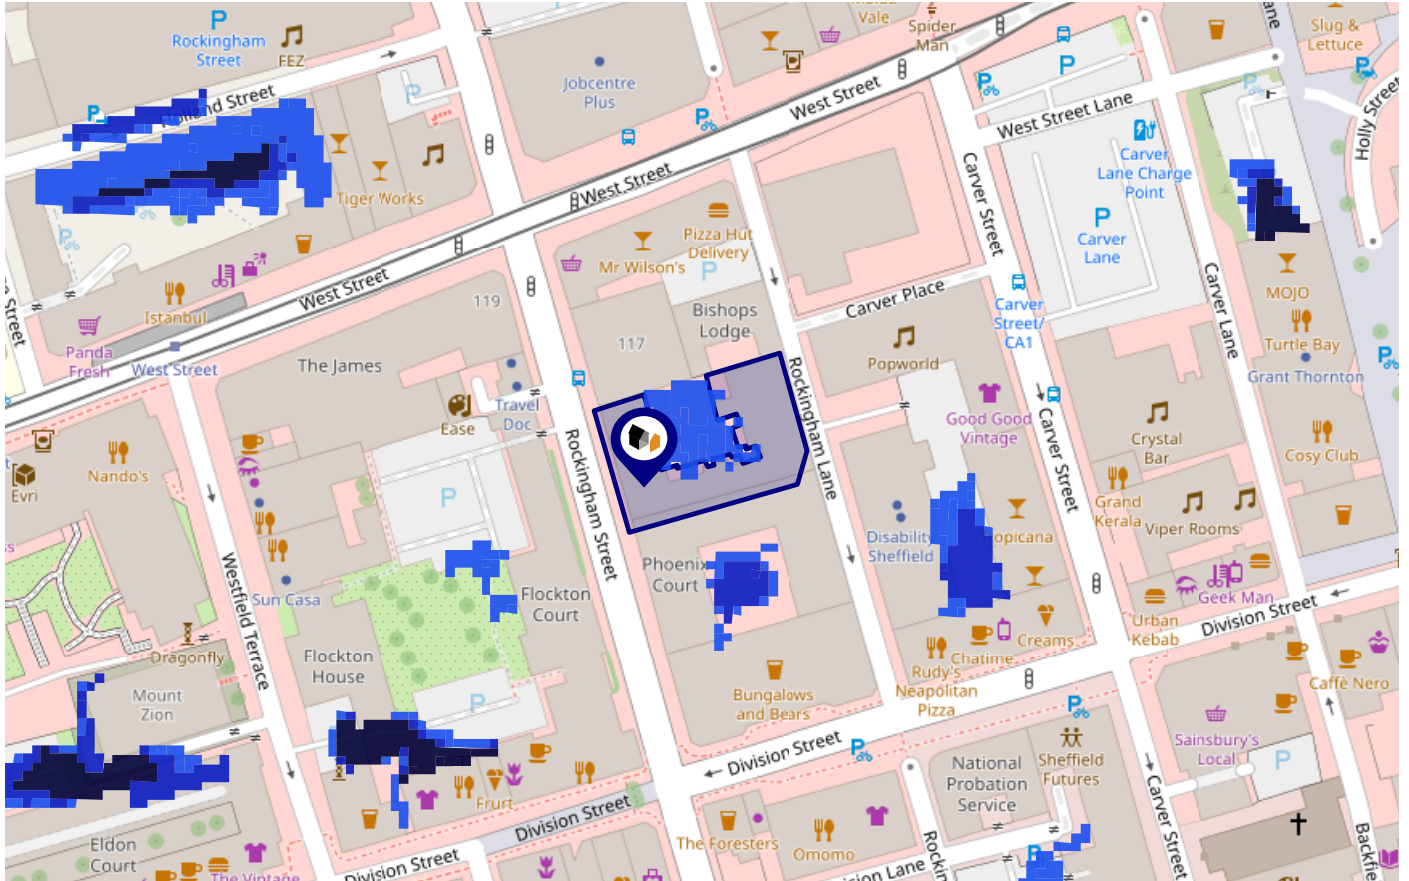 Rockingham
Street
FEZ
Jobcentre
Plus
Vale
Spider
Man
Slug &
Lettuce
Holland Street
West Street
West Street Lane
Holly Street
Carver
Lane Charge
Point
Tiger Works
West Street
Carver Street
Pizza Hut
Delivery
Mr Wilson's
Carver
Lane
West Street
119
Istanbul
Panda
Fresh
West Street
The James
Bishops
Lodge
117
Carver Place
Popworld
Carver
Street/
CA1
Carver Lane
MOJO
Turtle Bay
Grant Thornton
Travel
Doc
Ease
Rockingham Lane
Good Good
Vintage
Carver Street
Crystal
Bar
Cosy Club
Evri
Nando's
Rockingham Street
Grand
Kerala
Viper Rooms
Disability
Sheffield
Phoenix
Court
Westfield Terrace
Sun Casa
Flockton
Court
Geek Man
Division Street
Urban
Kebab
Creams
Chatime
Rudy's
Neapolitan
Pizza
Dragonfly
Flockton
House
Mount
Zion
Bungalows
and Bears
Caffè Nero
Sainsbury's
Local
Division Street
National
Probation
Service
Sheffield
Futures
Frurt
Division Street
The Foresters
Omomo
Carver Street
Eldon
Court
The Vintage
Division Street